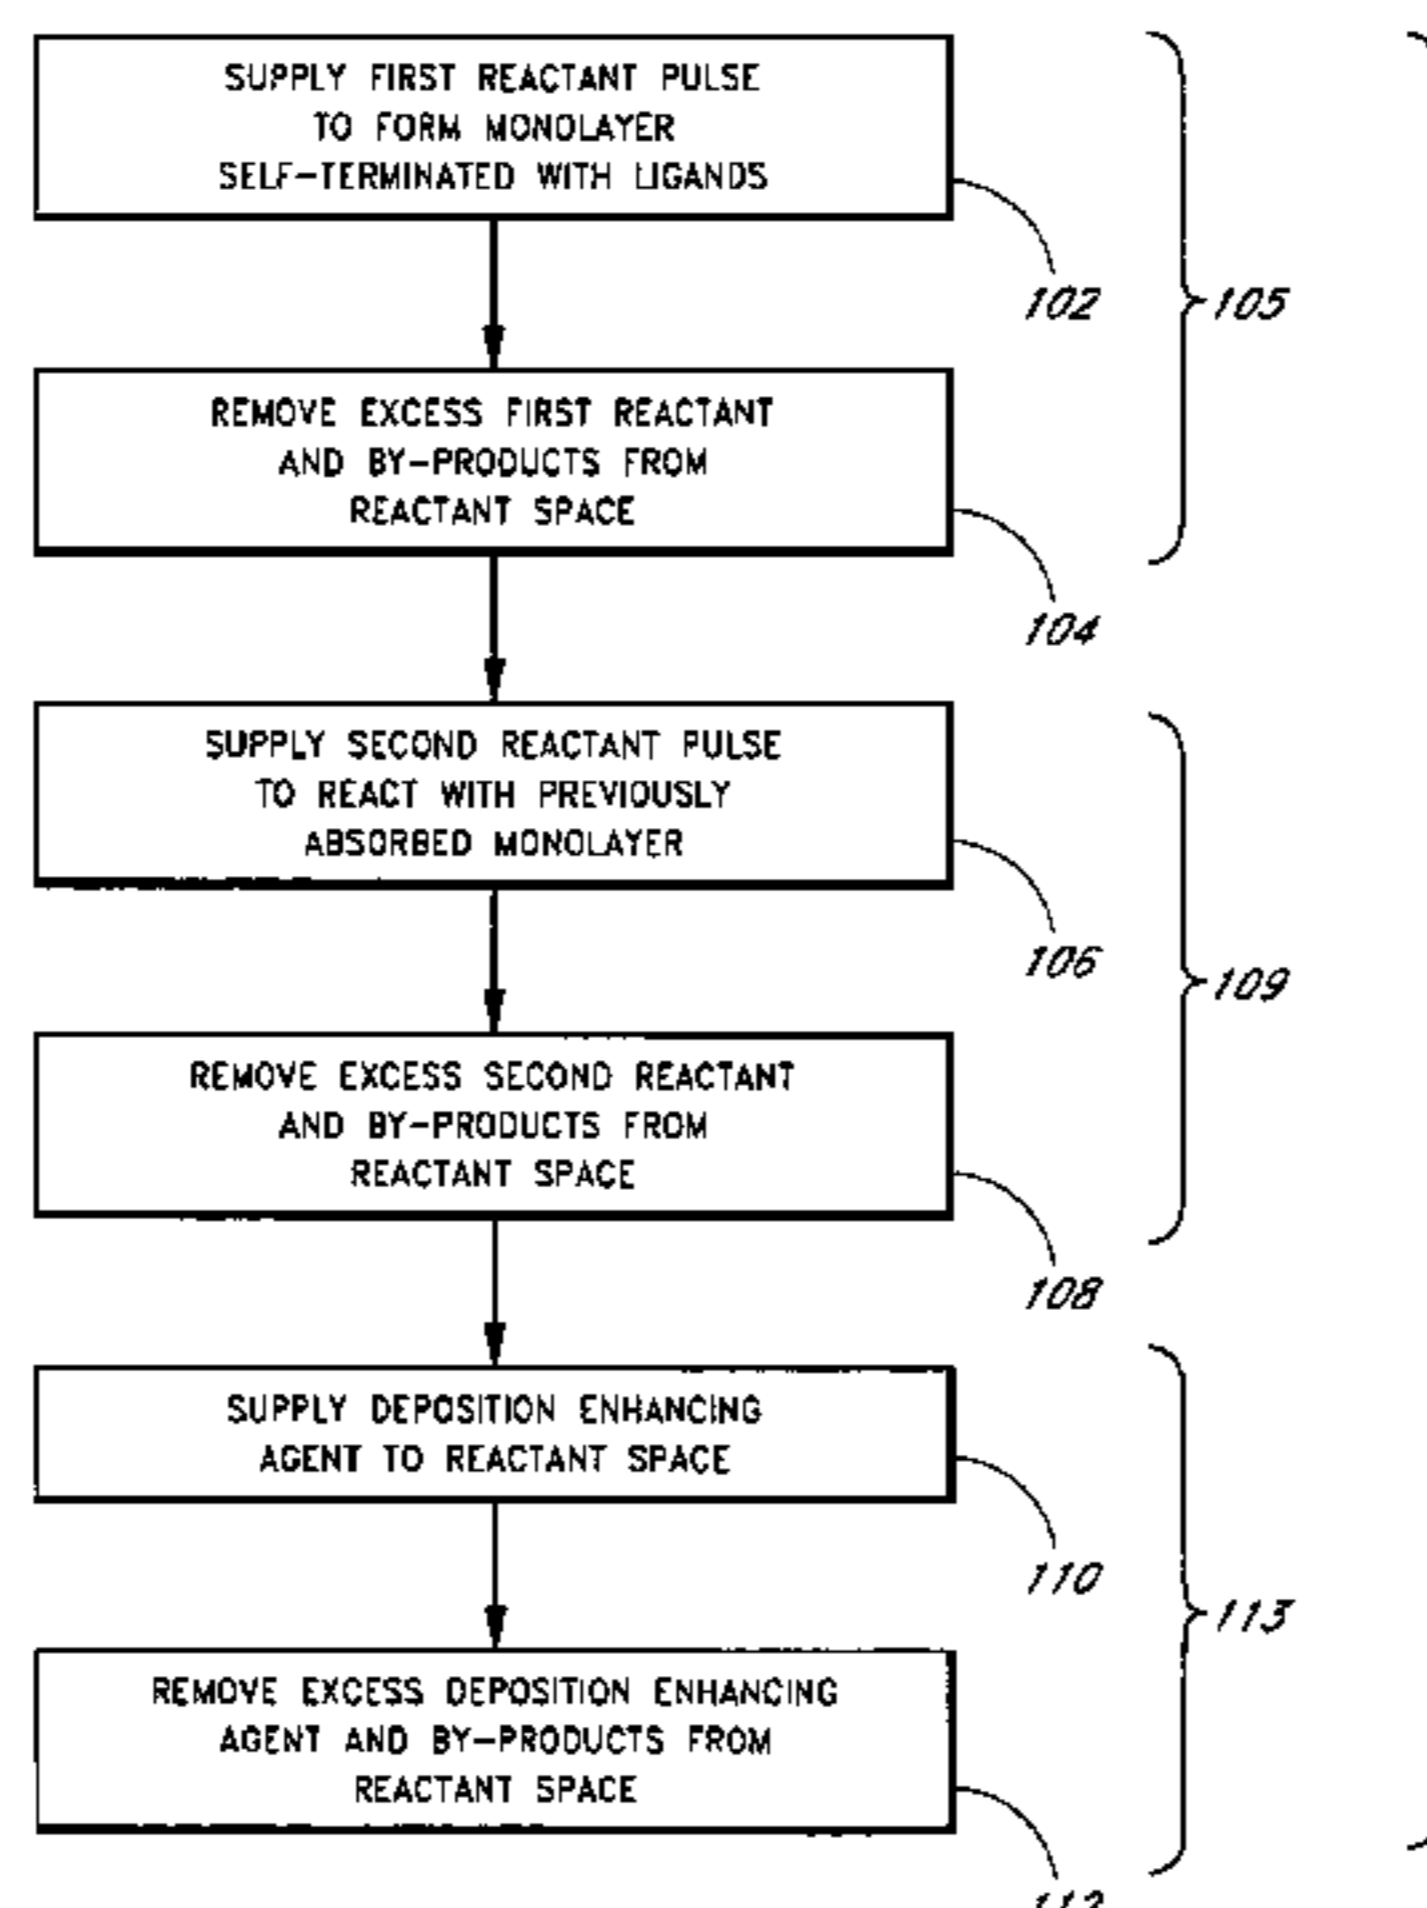 SUPPLY FIRST REACTANT PULSE
TO FORM MONOLAYER
SELF-TERMINATED WITH LIGANDS
102
105
REMOVE EXCESS FIRST REACTANT
AND BY-PRODUCTS FROM
REACTANT SPACE
104
SUPPLY SECOND REACTANT PULSE
TO REACT WITH PREVIOUSLY
ABSORBED MONOLAYER
106
109
REMOVE EXCESS SECOND REACTANT
AND BY-PRODUCTS FROM
REACTANT SPACE
108
SUPPLY DEPOSITION ENHANCING
AGENT TO REACTANT SPACE
110
113
REMOVE EXCESS DEPOSITION ENHANCING
AGENT AND BY-PRODUCTS FROM
REACTANT SPACE